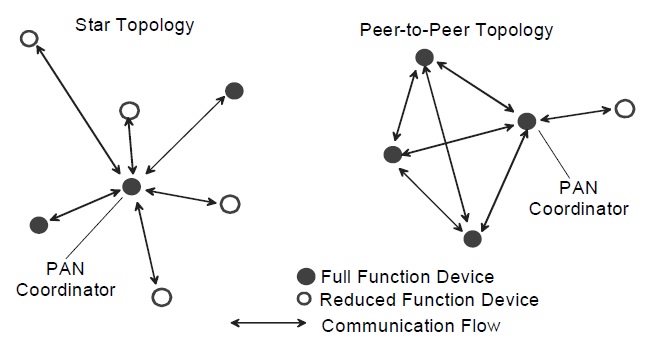 Star Topology
Peer-to-Peer Topology
PAN
Coordinator
PAN
Coordinator
Full Function Device
Reduced Function Device
Communication Flow